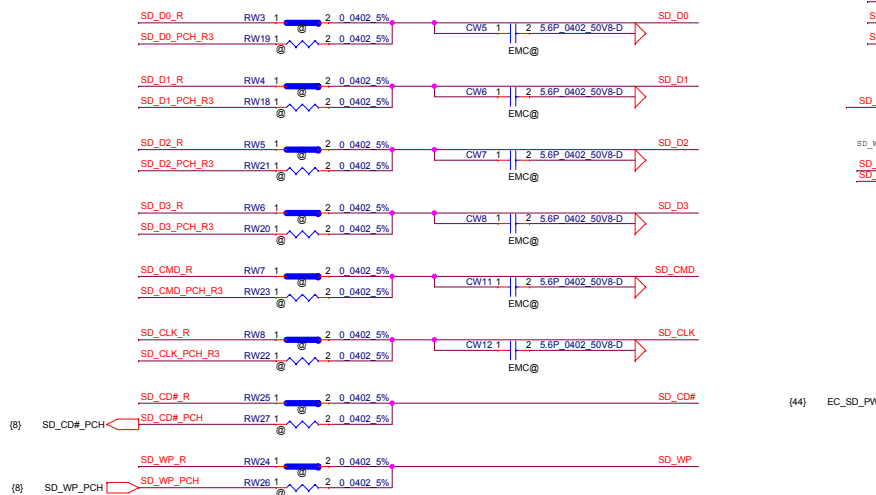 SD_D0_R RW3 1 2 0_0402_5% SD_D0
@
SD_D0_PCH_R3 RW19 1 2 0_0402_5% CW5 1 2 5.6P_0402_50V8-D
@ EMC@
SD_D1_R RW4 1 2 0_0402_5% SD_D1
@
SD_D1_PCH_R3 RW18 1 2 0_0402_5% CW6 1 2 5.6P_0402_50V8-D
@ EMC@
SD_D2_R RW5 1 2 0_0402_5% SD_D2
@
SD_D2_PCH_R3 RW21 1 2 0_0402_5% CW7 1 2 5.6P_0402_50V8-D
@ EMC@
SD_D3_R RW6 1 2 0_0402_5% SD_D3
@
SD_D3_PCH_R3 RW20 1 2 0_0402_5% CW8 1 2 5.6P_0402_50V8-D
@ EMC@
SD_CMD_R RW7 1 2 0_0402_5% SD_CMD
@
SD_CMD_PCH_R3 RW23 1 2 0_0402_5% CW11 1 2 5.6P_0402_50V8-D
@ EMC@
SD_CLK_R RW8 1 2 0_0402_5% SD_CLK
@
SD_CLK_PCH_R3 RW22 1 2 0_0402_5% CW12 1 2 5.6P_0402_50V8-D
@ EMC@
SD_CD#_R RW25 1 2 0_0402_5% SD_CD#
@
{8} SD_CD#_PCH SD_CD#_PCH RW27 1 2 0_0402_5%
@
{44} EC_SD_PW
SD_WP_R RW24 1 2 0_0402_5% SD_WP
@
{8} SD_WP_PCH SD_WP_PCH RW26 1 2 0_0402_5%
@